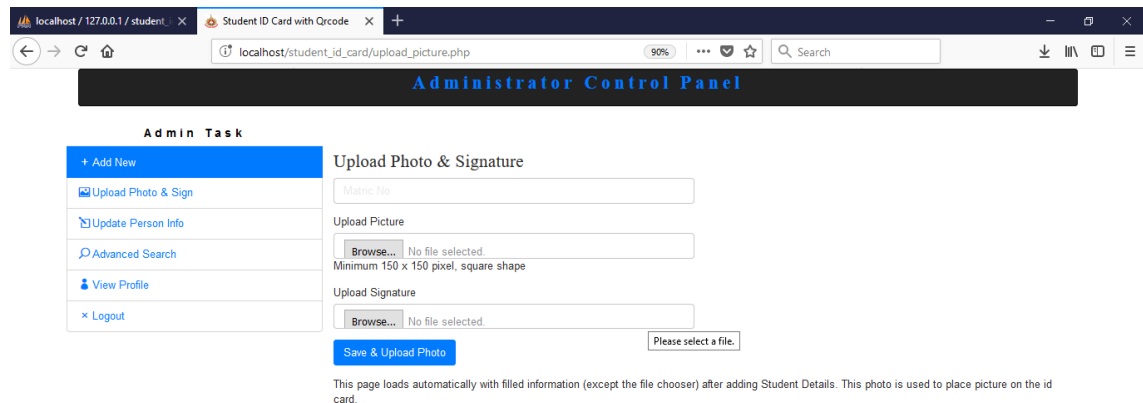 localhost / 127.0.0.1 / student_i
Student ID Card with Qrcode
localhost/student_id_card/upload_picture.php
90%
Search
Administrator Control Panel
Admin Task
+ Add New
Upload Photo & Sign
Update Person Info
Advanced Search
View Profile
× Logout
Upload Photo & Signature
Matric No
Upload Picture
Browse... No file selected.
Minimum 150 x 150 pixel, square shape
Upload Signature
Browse... No file selected.
Please select a file.
Save & Upload Photo
This page loads automatically with filled information (except the file chooser) after adding Student Details. This photo is used to place picture on the id
card.